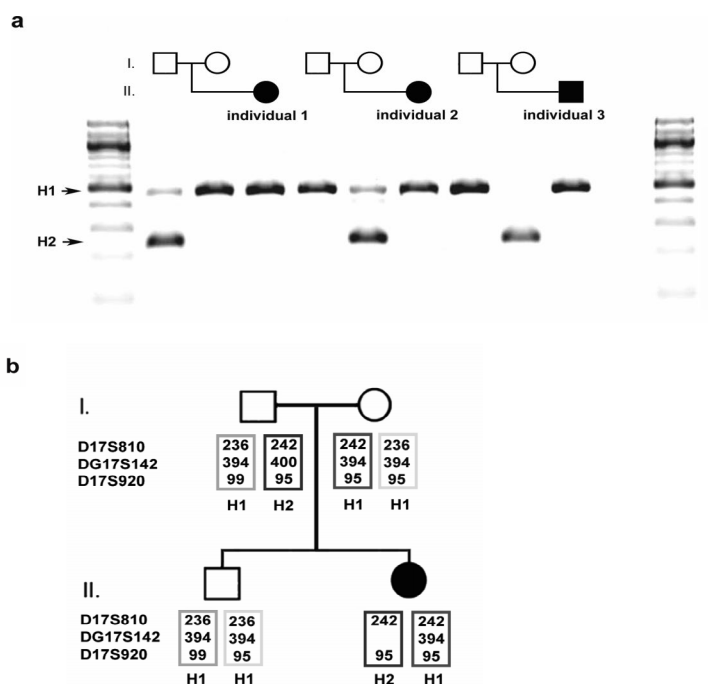 a
I.
II.
individual 1 individual 2 individual 3
H1
H2
b
I.
D17S810 236 242 242 236
DG17S142 394 400 394 394
D17S920 99 95 95 95
H1 H2 H1 H1
II.
D17S810 236 236 242 242
DG17S142 394 394 394
D17S920 99 95 95 95
H1 H1 H2 H1